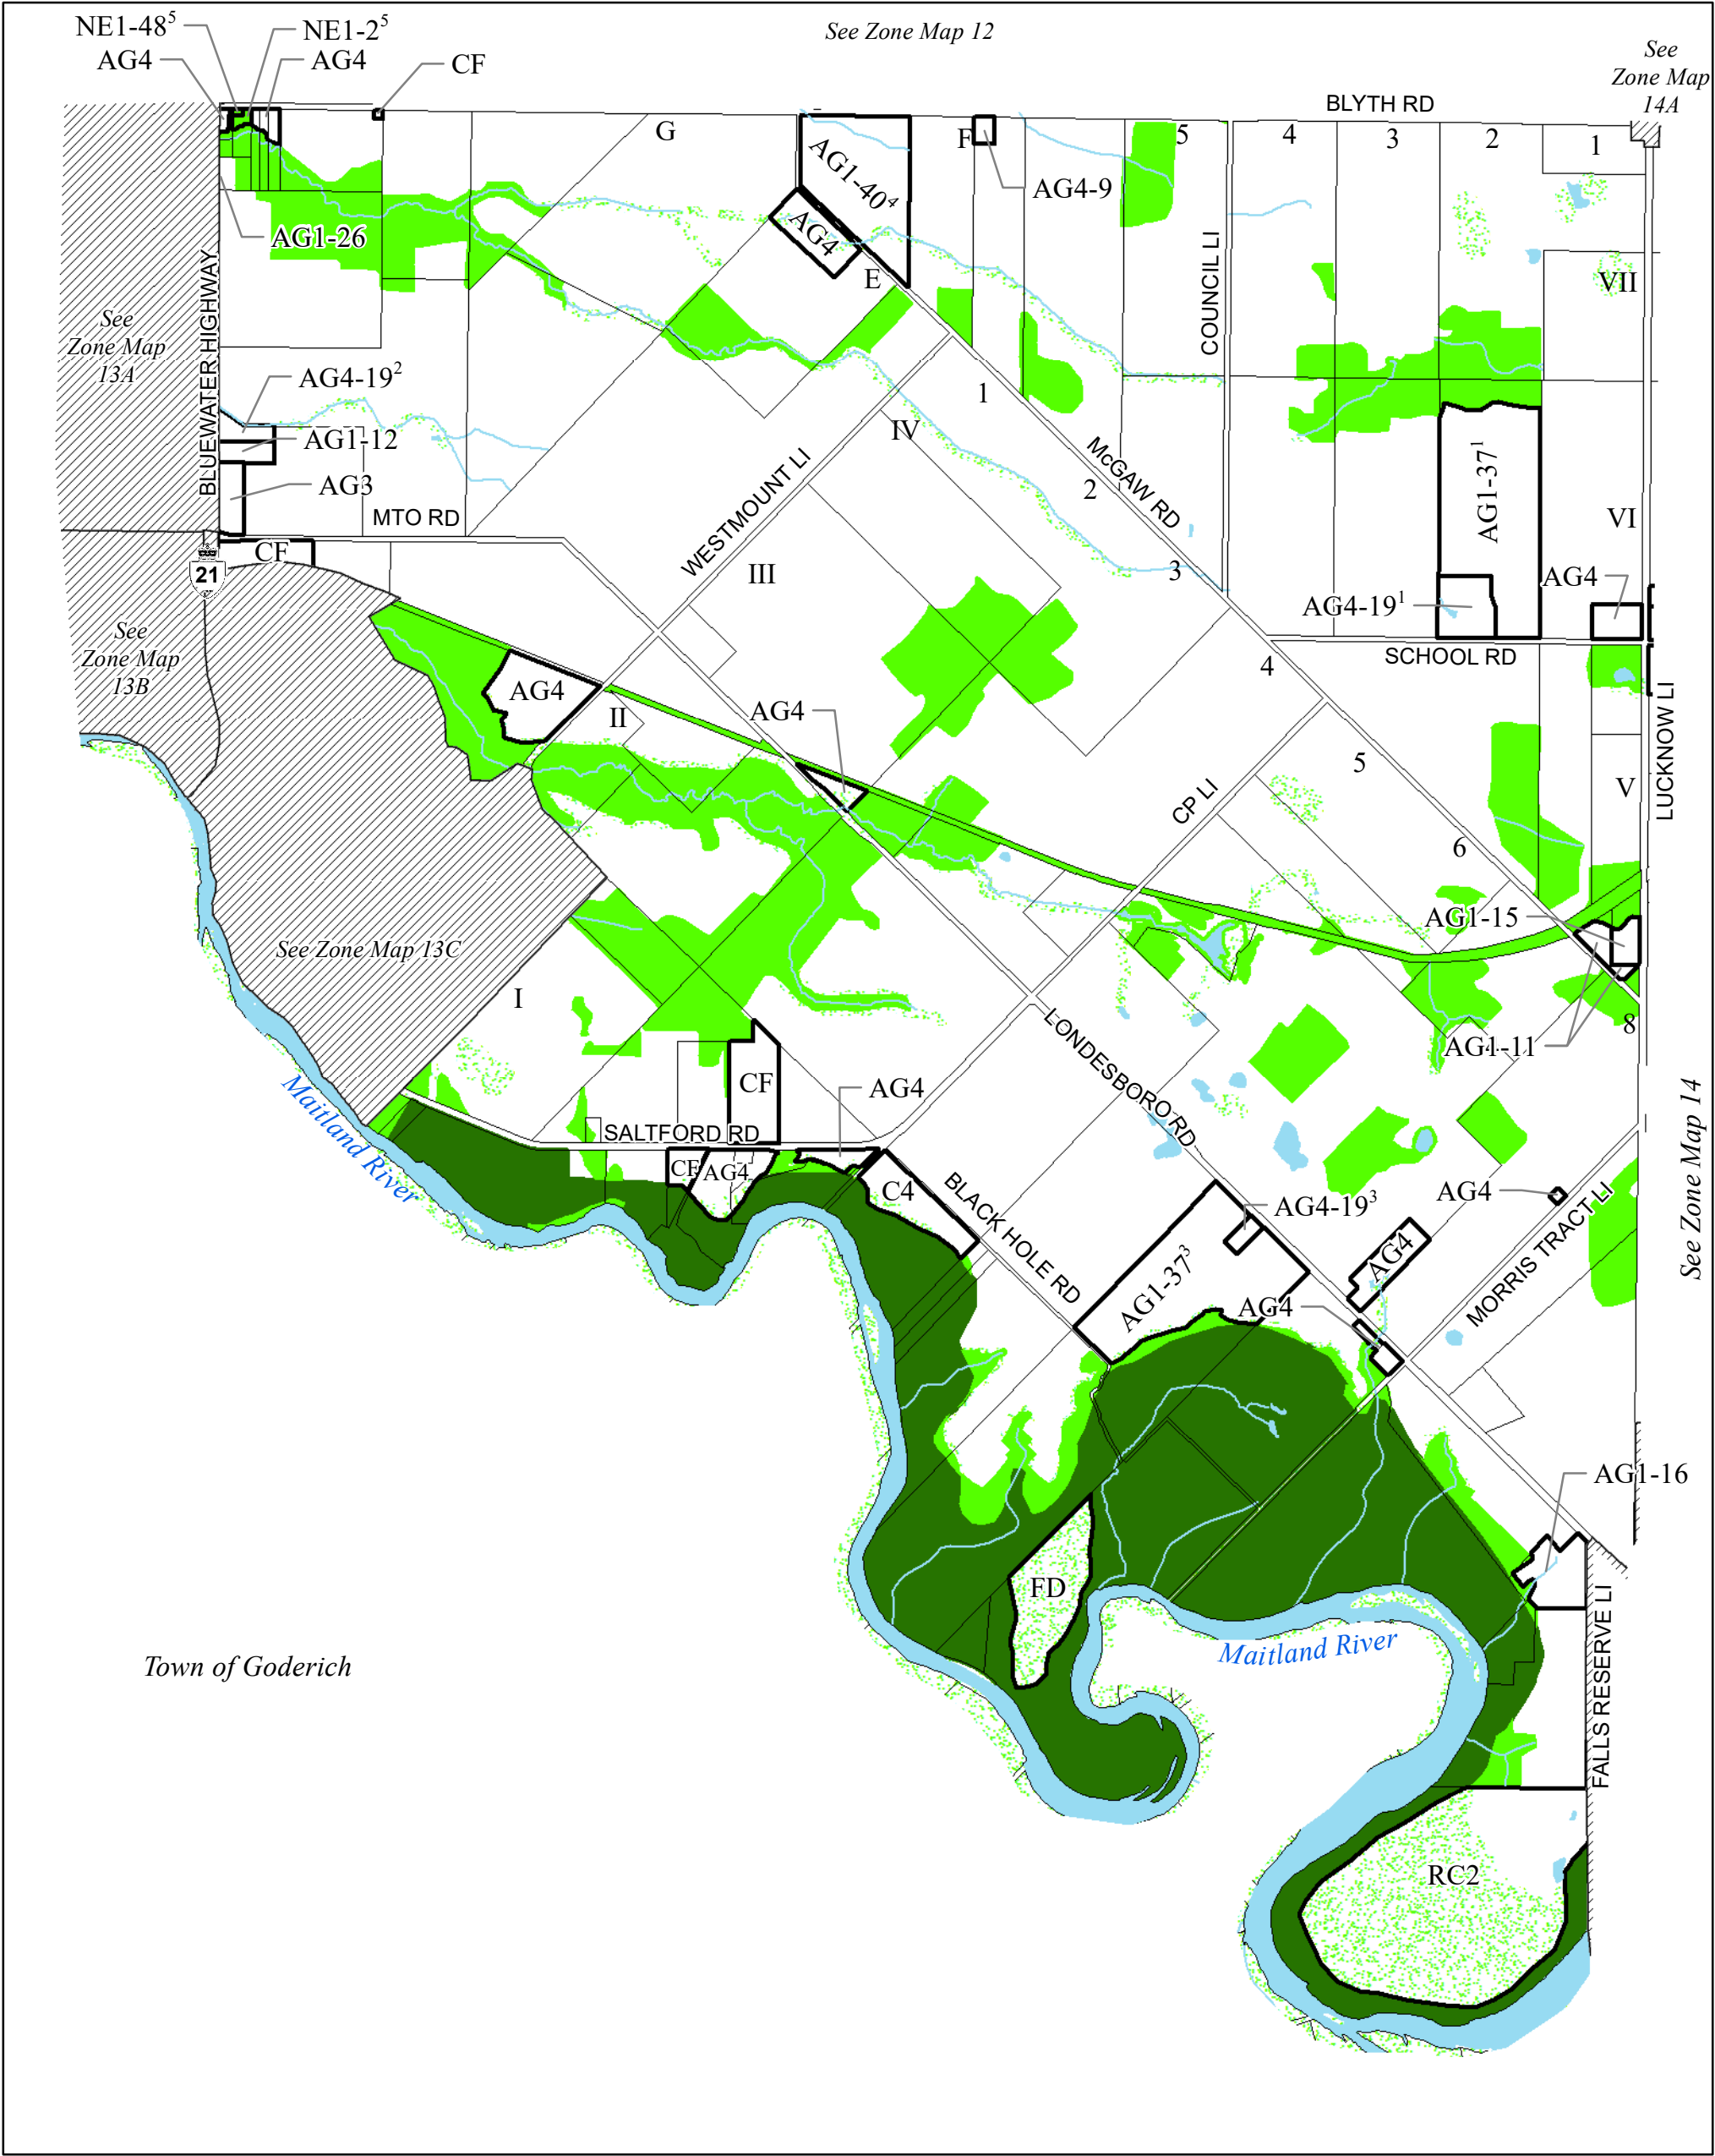 NE1-48⁵
NE1-2⁵
AG4
AG4
CF
See Zone Map 12
See
Zone Map
14A
BLYTH RD
G
AG1-40⁴
F
AG4-9
5
4
3
2
1
AG4
E
AG1-26
BLUEWATER HIGHWAY
COUNCIL LI
VII
See
Zone Map
13A
AG4-19²
AG1-12
AG3
MTO RD
CF
21
1
IV
2
McGAW RD
3
WESTMOUNT LI
III
AG1-37¹
VI
AG4
AG4-19¹
SCHOOL RD
See
Zone Map
13B
AG4
II
AG4
4
5
CP LI
6
V
LUCKNOW LI
AG1-15
See Zone Map 13C
I
8
AG1-11
LONDESBORO RD
CF
AG4
Maitland River
SALTFORD RD
CF
AG4
C4
BLACK HOLE RD
AG4-19³
AG1-37³
AG4
AG4
AG4
MORRIS TRACT LI
See Zone Map 14
AG1-16
FD
Maitland River
FALLS RESERVE LI
Town of Goderich
RC2